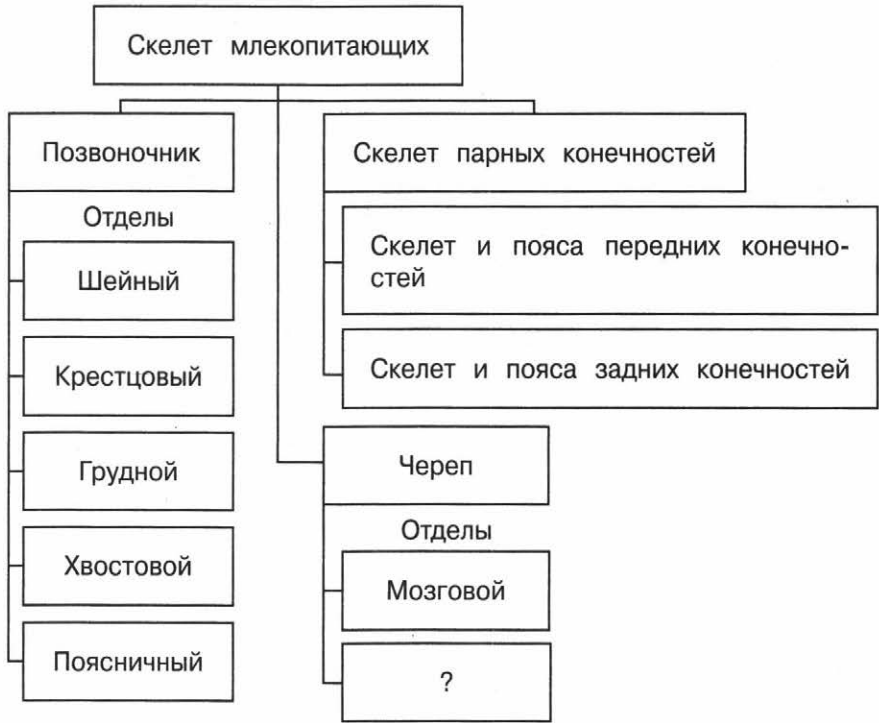 Скелет млекопитающих
Позвоночник
Отделы
Шейный
Крестцовый
Грудной
Хвостовой
Поясничный
Скелет парных конечностей
Скелет и пояса передних конечно-
стей
Скелет и пояса задних конечностей
Череп
Отделы
Мозговой
?